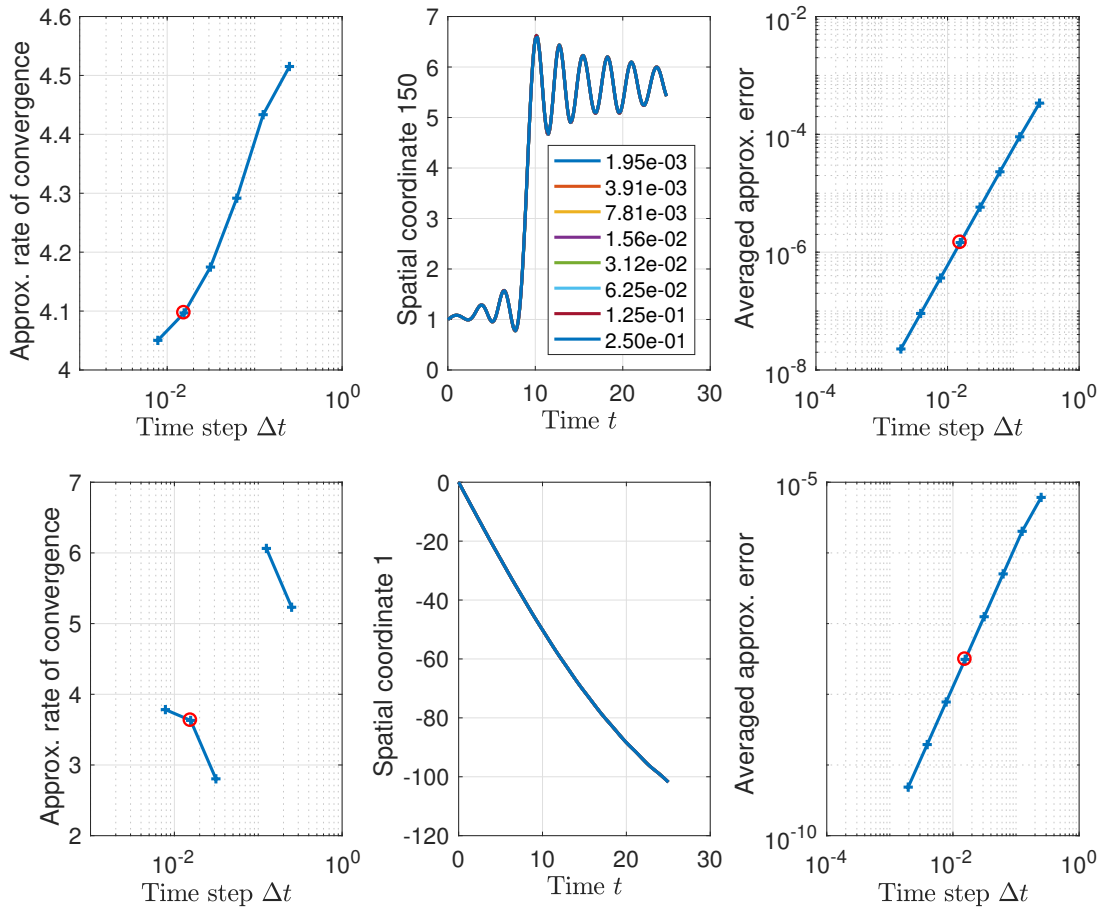 4.6
4.5
4.4
4.3
4.2
4.1
4
10^-2
10^0
Approx. rate of convergence
Time step Δt
7
6
5
4
3
2
1
0
0
10
20
30
Spatial coordinate 150
Time t
1.95e-03
3.91e-03
7.81e-03
1.56e-02
3.12e-02
6.25e-02
1.25e-01
2.50e-01
10^-2
10^-4
10^-6
10^-8
10^-4
10^-2
10^0
Averaged approx. error
Time step Δt
7
6
5
4
3
2
10^-2
10^0
Approx. rate of convergence
Time step Δt
0
-20
-40
-60
-80
-100
-120
0
10
20
30
Spatial coordinate 1
Time t
10^-5
10^-10
10^-4
10^-2
10^0
Averaged approx. error
Time step Δt